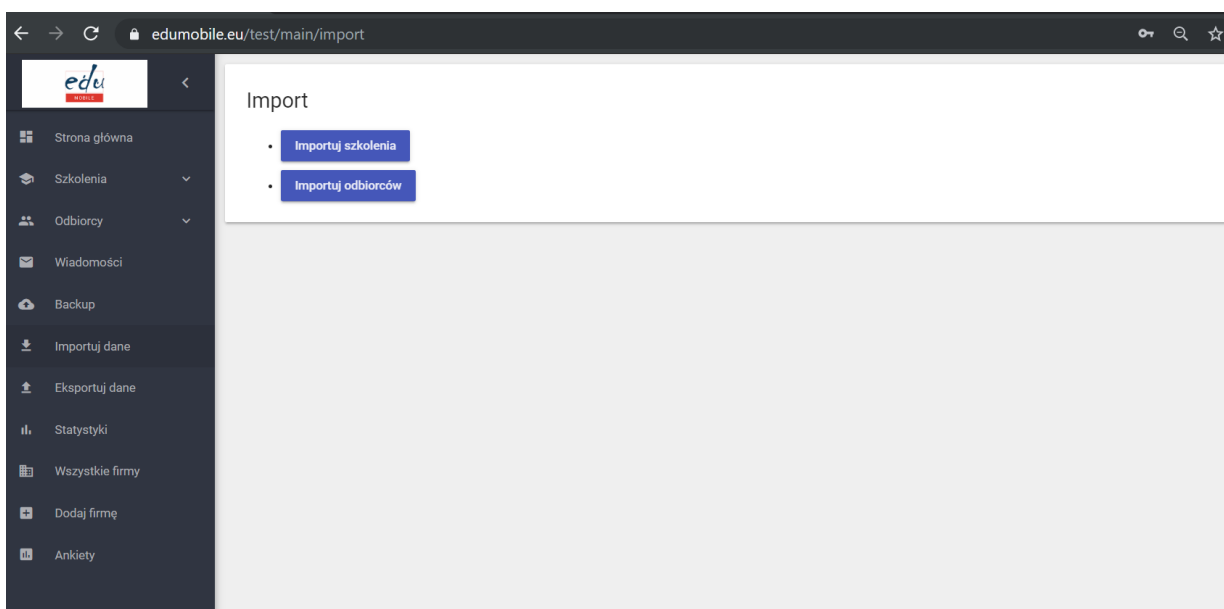 edumobile.eu/test/main/import
edu
MOBILE
Strona główna
Szkolenia
Odbiorcy
Wiadomości
Backup
Importuj dane
Eksportuj dane
Statystyki
Wszystkie firmy
Dodaj firmę
Ankiety
Import
Importuj szkolenia
Importuj odbiorców